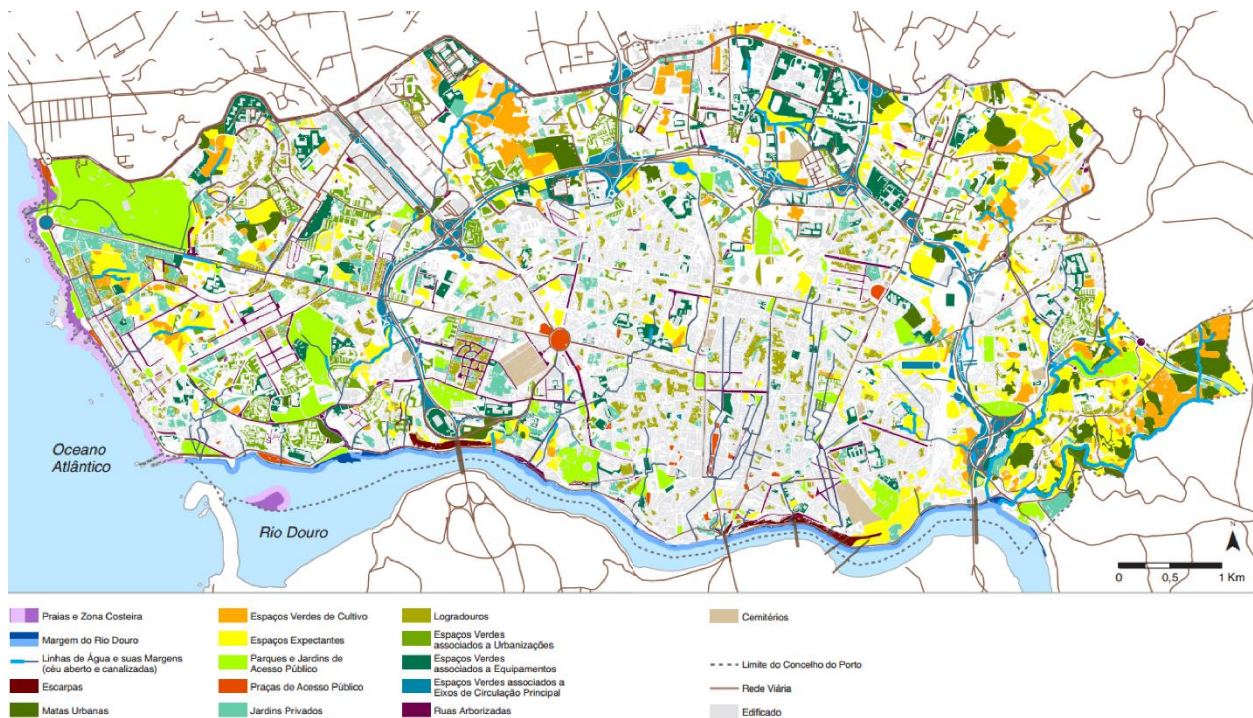 Oceano
Atlântico
Rio Douro
N
0 0,5 1 Km
Praias e Zona Costeira
Margem do Rio Douro
Linhas de Água e suas Margens
(céu aberto e canalizadas)
Escarpas
Matas Urbanas
Espaços Verdes de Cultivo
Espaços Expectantes
Parques e Jardins de
Acesso Público
Praças de Acesso Público
Jardins Privados
Logradouros
Espaços Verdes
associados a Urbanizações
Espaços Verdes
associados a Equipamentos
Espaços Verdes associados a
Eixos de Circulação Principal
Ruas Arborizadas
Cemitérios
Limite do Concelho do Porto
Rede Viária
Edificado